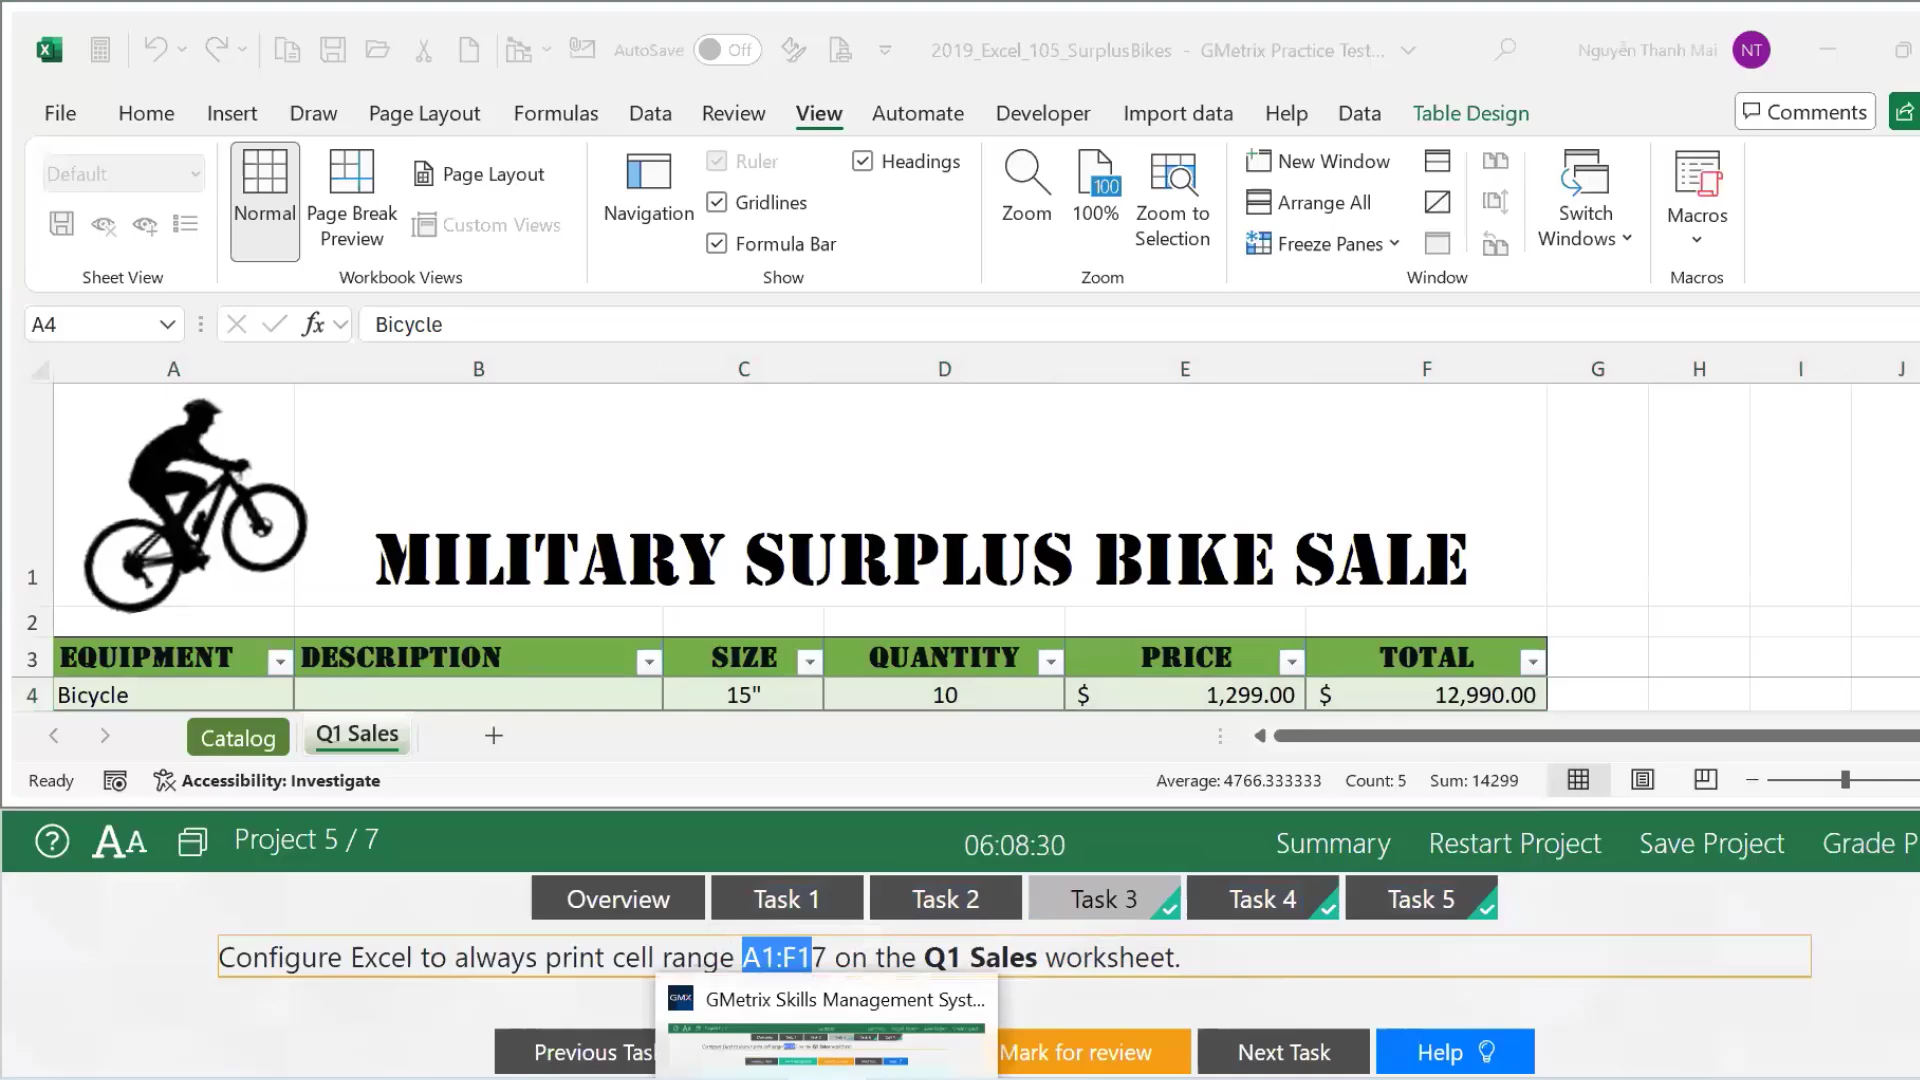 AutoSave Off 2019_Excel_105_SurplusBikes - GMetrix Practice Test... Nguyễn Thanh Mai NT
File Home Insert Draw Page Layout Formulas Data Review View Automate Developer Import data Help Data Table Design Comments
Default
Normal
Page Break Preview
Page Layout
Custom Views
Navigation
Ruler
Gridlines
Formula Bar
Headings
Zoom
100
100%
Zoom to Selection
New Window
Arrange All
Freeze Panes
Switch Windows
Macros
Sheet View Workbook Views Show Zoom Window Macros
A4 fx Bicycle
A B C D E F G H I J
1 MILITARY SURPLUS BIKE SALE
2
3 EQUIPMENT DESCRIPTION SIZE QUANTITY PRICE TOTAL
4 Bicycle 15" 10 $ 1,299.00 $ 12,990.00
Catalog Q1 Sales +
Ready Accessibility: Investigate Average: 4766.333333 Count: 5 Sum: 14299
? AA Project 5 / 7 06:08:30 Summary Restart Project Save Project Grade P
Overview Task 1 Task 2 Task 3 Task 4 Task 5
Configure Excel to always print cell range A1:F17 on the Q1 Sales worksheet.
GMX GMetrix Skills Management Syst...
Previous Tas Mark for review Next Task Help